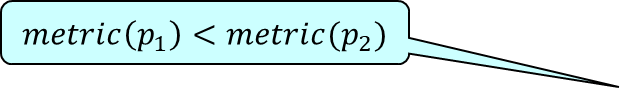 metric(p₁) < metric(p₂)